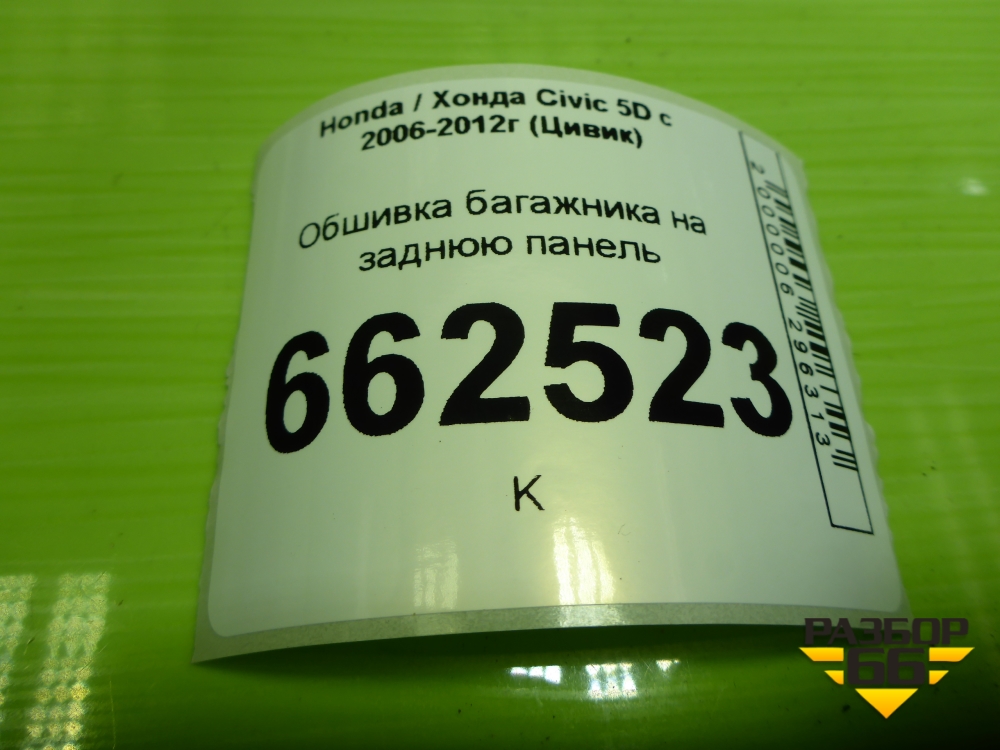 Honda / Хонда Civic 5D с
2006-2012г (Цивик)
Обшивка багажника на
заднюю панель
662523
К
2000006296313
РАЗБОР
66